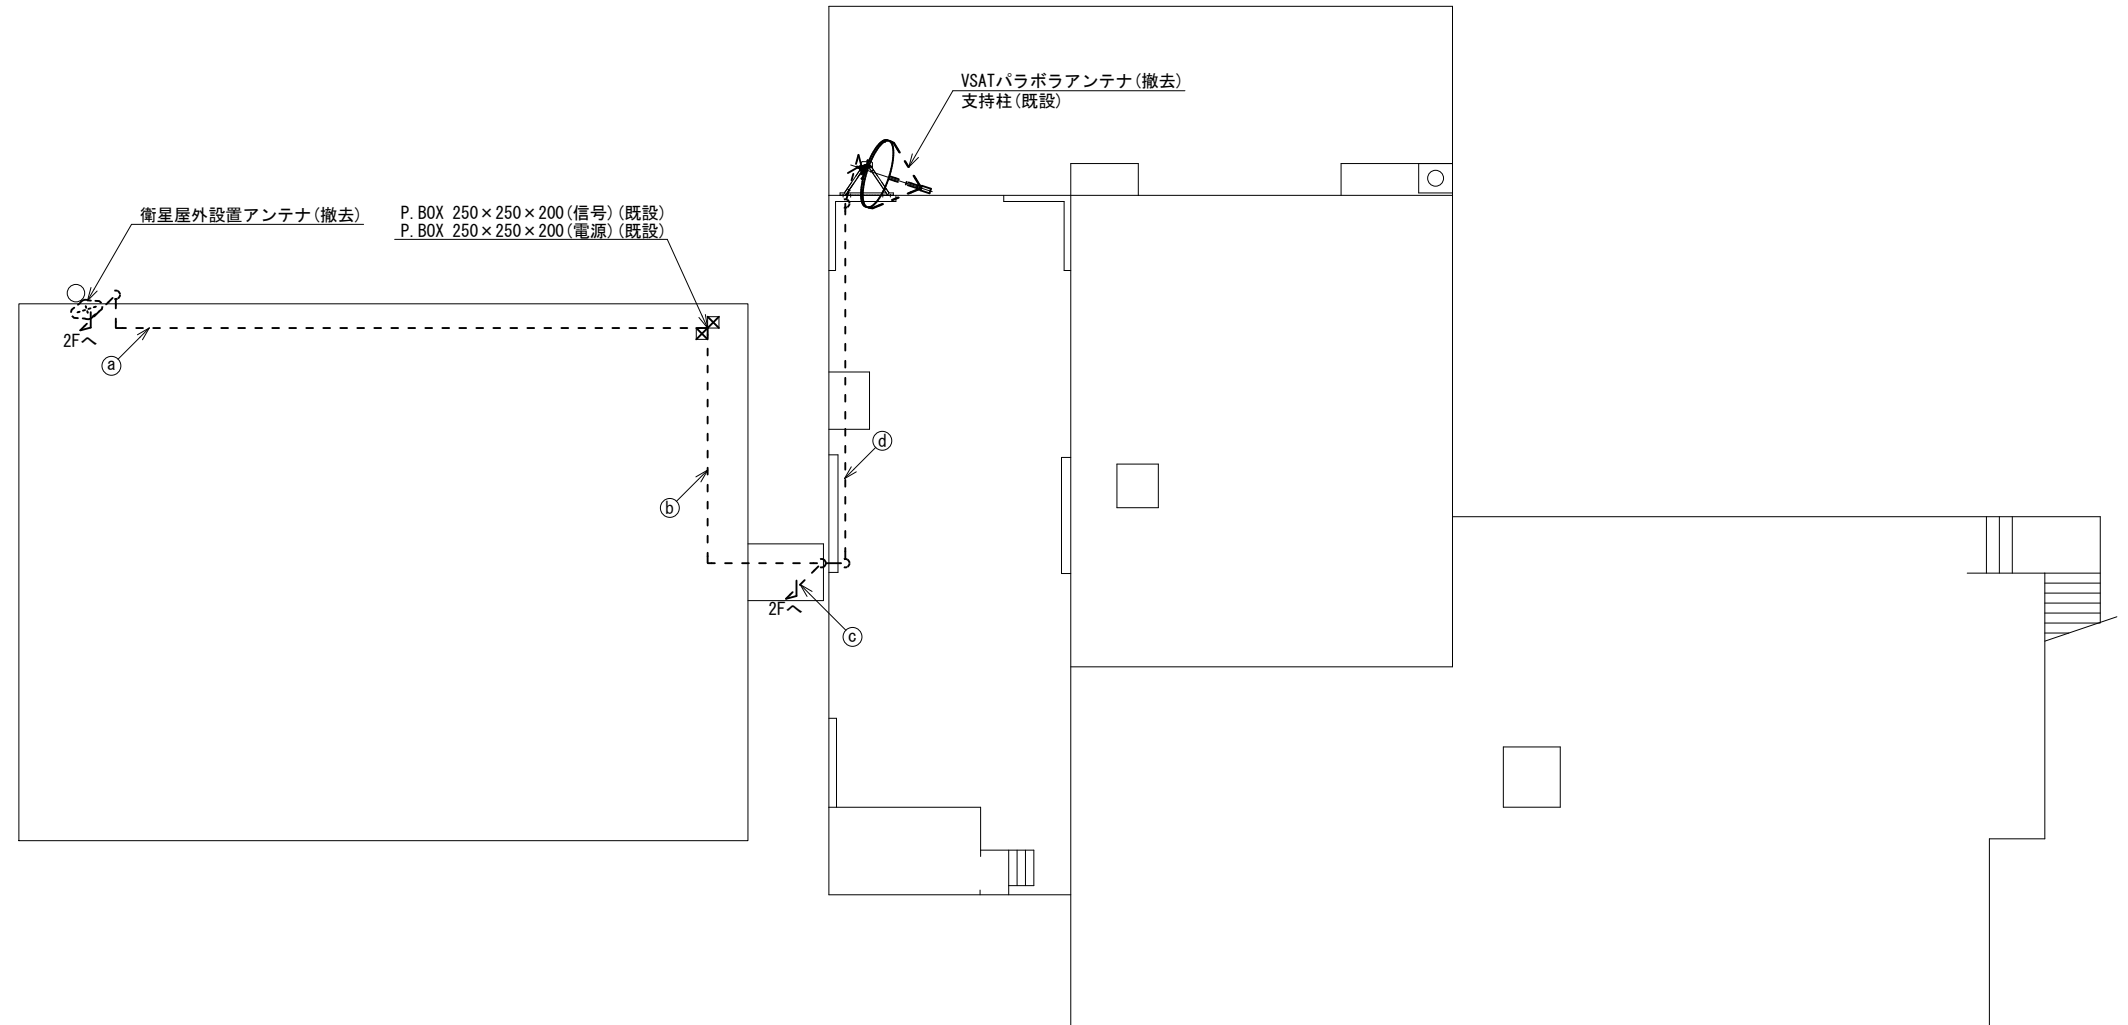 VSATパラボラアンテナ(撤去)
支持柱(既設)
衛星屋外設置アンテナ(撤去)
P.BOX 250×250×200(信号)(既設)
P.BOX 250×250×200(電源)(既設)
2Fへ
ⓐ
ⓓ
ⓑ
2Fへ
ⓒ